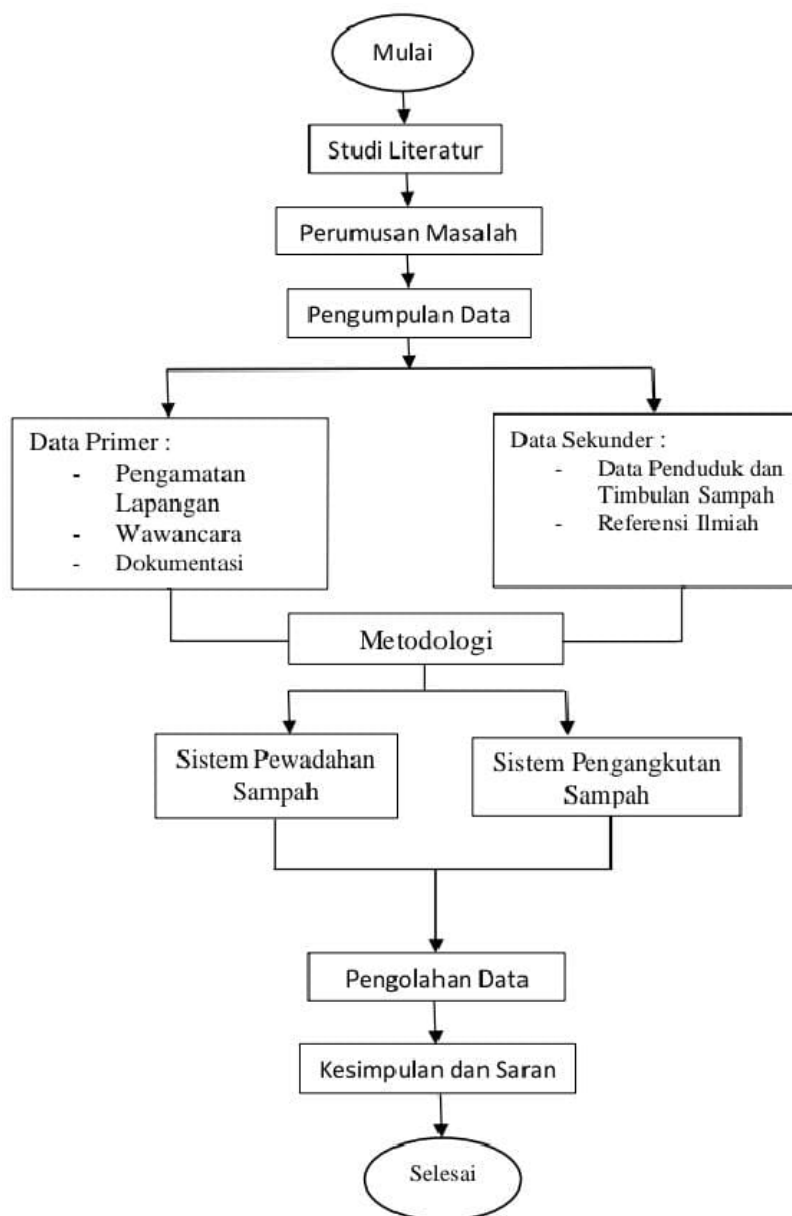 Mulai
Studi Literatur
Perumusan Masalah
Pengumpulan Data
Data Primer :
- Pengamatan
Lapangan
- Wawancara
- Dokumentasi
Data Sekunder :
- Data Penduduk dan
Timbulan Sampah
- Referensi Ilmiah
Metodologi
Sistem Pewadahan
Sampah
Sistem Pengangkutan
Sampah
Pengolahan Data
Kesimpulan dan Saran
Selesai